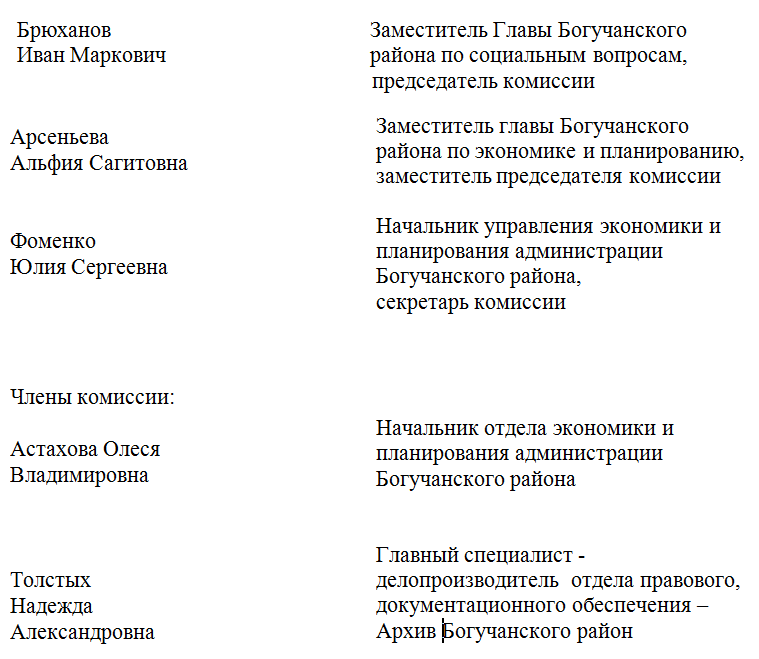 Брюханов
Иван Маркович
Заместитель Главы Богучанского
района по социальным вопросам,
председатель комиссии
Арсеньева
Альфия Сагитовна
Заместитель главы Богучанского
района по экономике и планированию,
заместитель председателя комиссии
Фоменко
Юлия Сергеевна
Начальник управления экономики и
планирования администрации
Богучанского района,
секретарь комиссии
Члены комиссии:
Астахова Олеся
Владимировна
Начальник отдела экономики и
планирования администрации
Богучанского района
Толстых
Надежда
Александровна
Главный специалист -
делопроизводитель отдела правового,
документационного обеспечения –
Архив Богучанского район